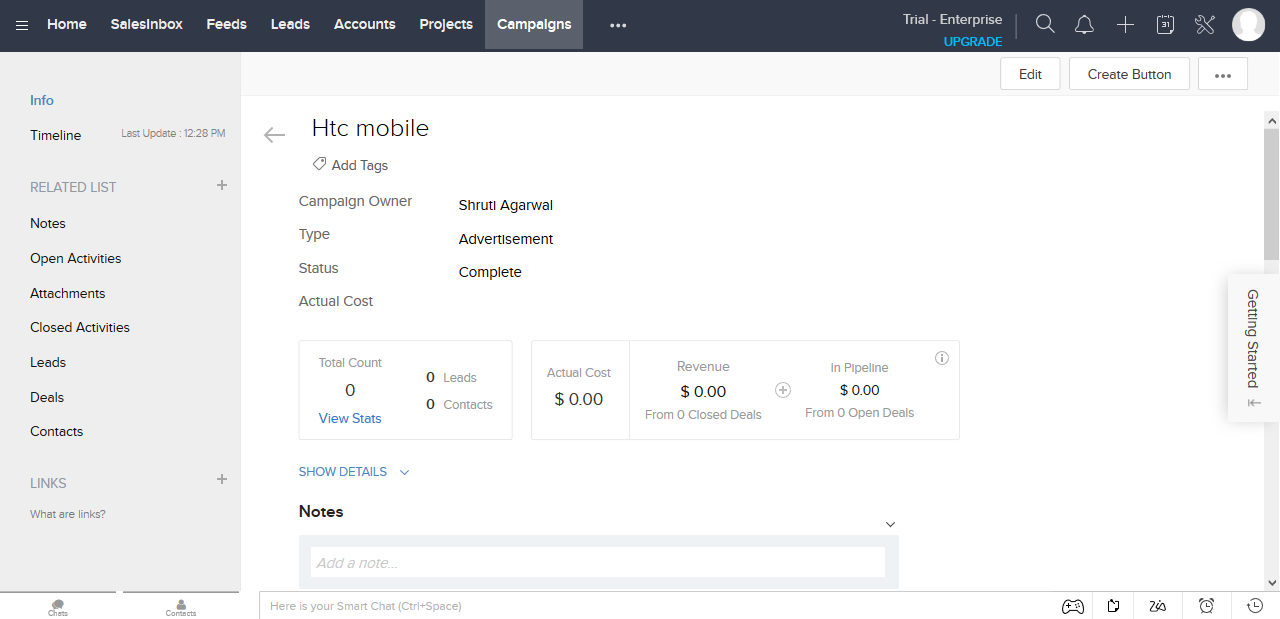 Home SalesInbox Feeds Leads Accounts Projects Campaigns
Trial - Enterprise
UPGRADE
31
Edit Create Button
Info
Timeline Last Update : 12:28 PM
RELATED LIST
Notes
Open Activities
Attachments
Closed Activities
Leads
Deals
Contacts
LINKS
What are links?
Htc mobile
Add Tags
Campaign Owner Shruti Agarwal
Type Advertisement
Status Complete
Actual Cost
Total Count
0
View Stats
0 Leads
0 Contacts
Actual Cost
$ 0.00
Revenue
$ 0.00
From 0 Closed Deals
In Pipeline
$ 0.00
From 0 Open Deals
SHOW DETAILS
Notes
Add a note...
Getting Started
Chats
Contacts
Here is your Smart Chat (Ctrl+Space)